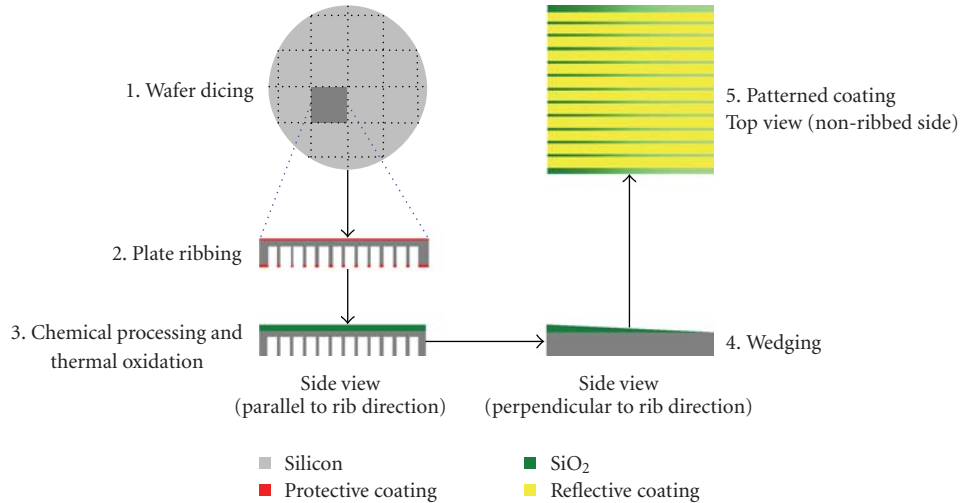 1. Wafer dicing
2. Plate ribbing
3. Chemical processing and
thermal oxidation
Side view
(parallel to rib direction)
Side view
(perpendicular to rib direction)
4. Wedging
5. Patterned coating
Top view (non-ribbed side)
Silicon
Protective coating
SiO₂
Reflective coating